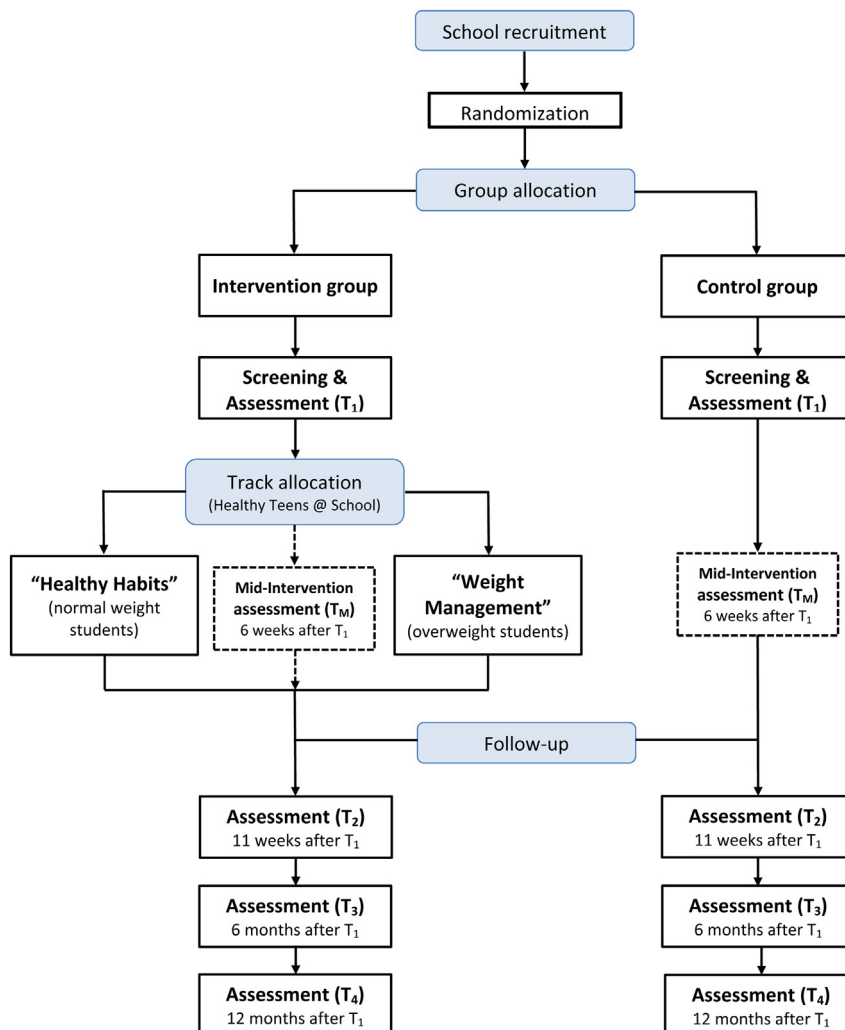 School recruitment
Randomization
Group allocation
Intervention group
Control group
Screening &
Assessment (T₁)
Screening &
Assessment (T₁)
Track allocation
(Healthy Teens @ School)
“Healthy Habits”
(normal weight
students)
Mid-Intervention
assessment (Tᴍ)
6 weeks after T₁
“Weight
Management”
(overweight students)
Mid-Intervention
assessment (Tᴍ)
6 weeks after T₁
Follow-up
Assessment (T₂)
11 weeks after T₁
Assessment (T₂)
11 weeks after T₁
Assessment (T₃)
6 months after T₁
Assessment (T₃)
6 months after T₁
Assessment (T₄)
12 months after T₁
Assessment (T₄)
12 months after T₁